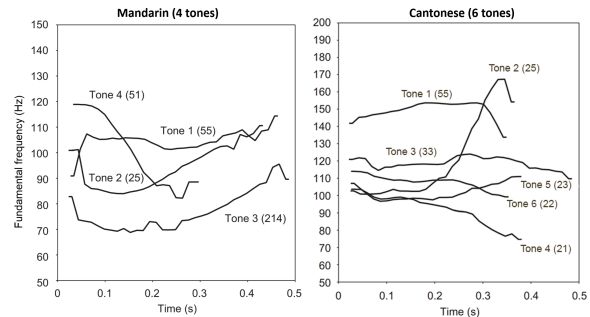 Mandarin (4 tones)
Fundamental frequency (Hz)
150
140
130
120
110
100
90
80
70
60
50
Tone 4 (51)
Tone 1 (55)
Tone 2 (25)
Tone 3 (214)
0
0.1
0.2
0.3
0.4
0.5
Time (s)
Cantonese (6 tones)
200
190
180
170
160
150
140
130
120
110
100
90
80
70
60
50
Tone 2 (25)
Tone 1 (55)
Tone 3 (33)
Tone 5 (23)
Tone 6 (22)
Tone 4 (21)
0
0.1
0.2
0.3
0.4
0.5
Time (s)